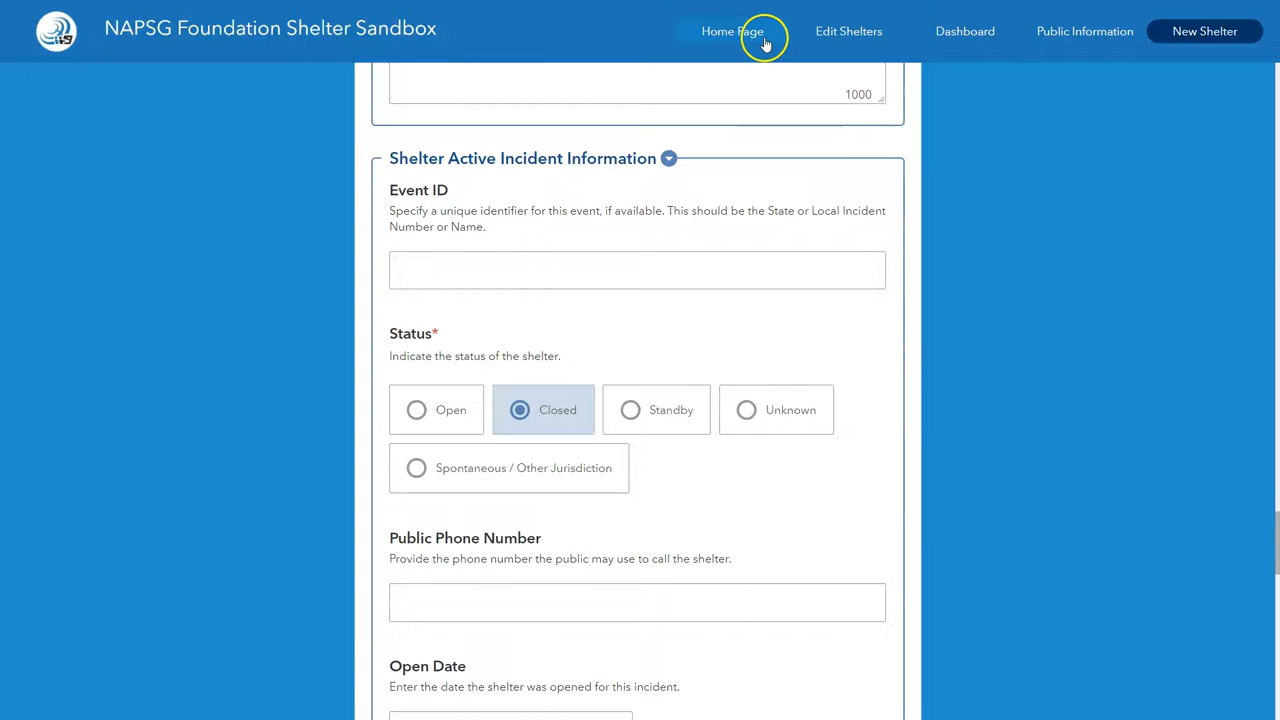 NAPSG Foundation Shelter Sandbox
Home Page
Edit Shelters
Dashboard
Public Information
New Shelter
1000
Shelter Active Incident Information
Event ID
Specify a unique identifier for this event, if available. This should be the State or Local Incident
Number or Name.
Status*
Indicate the status of the shelter.
Open
Closed
Standby
Unknown
Spontaneous / Other Jurisdiction
Public Phone Number
Provide the phone number the public may use to call the shelter.
Open Date
Enter the date the shelter was opened for this incident.